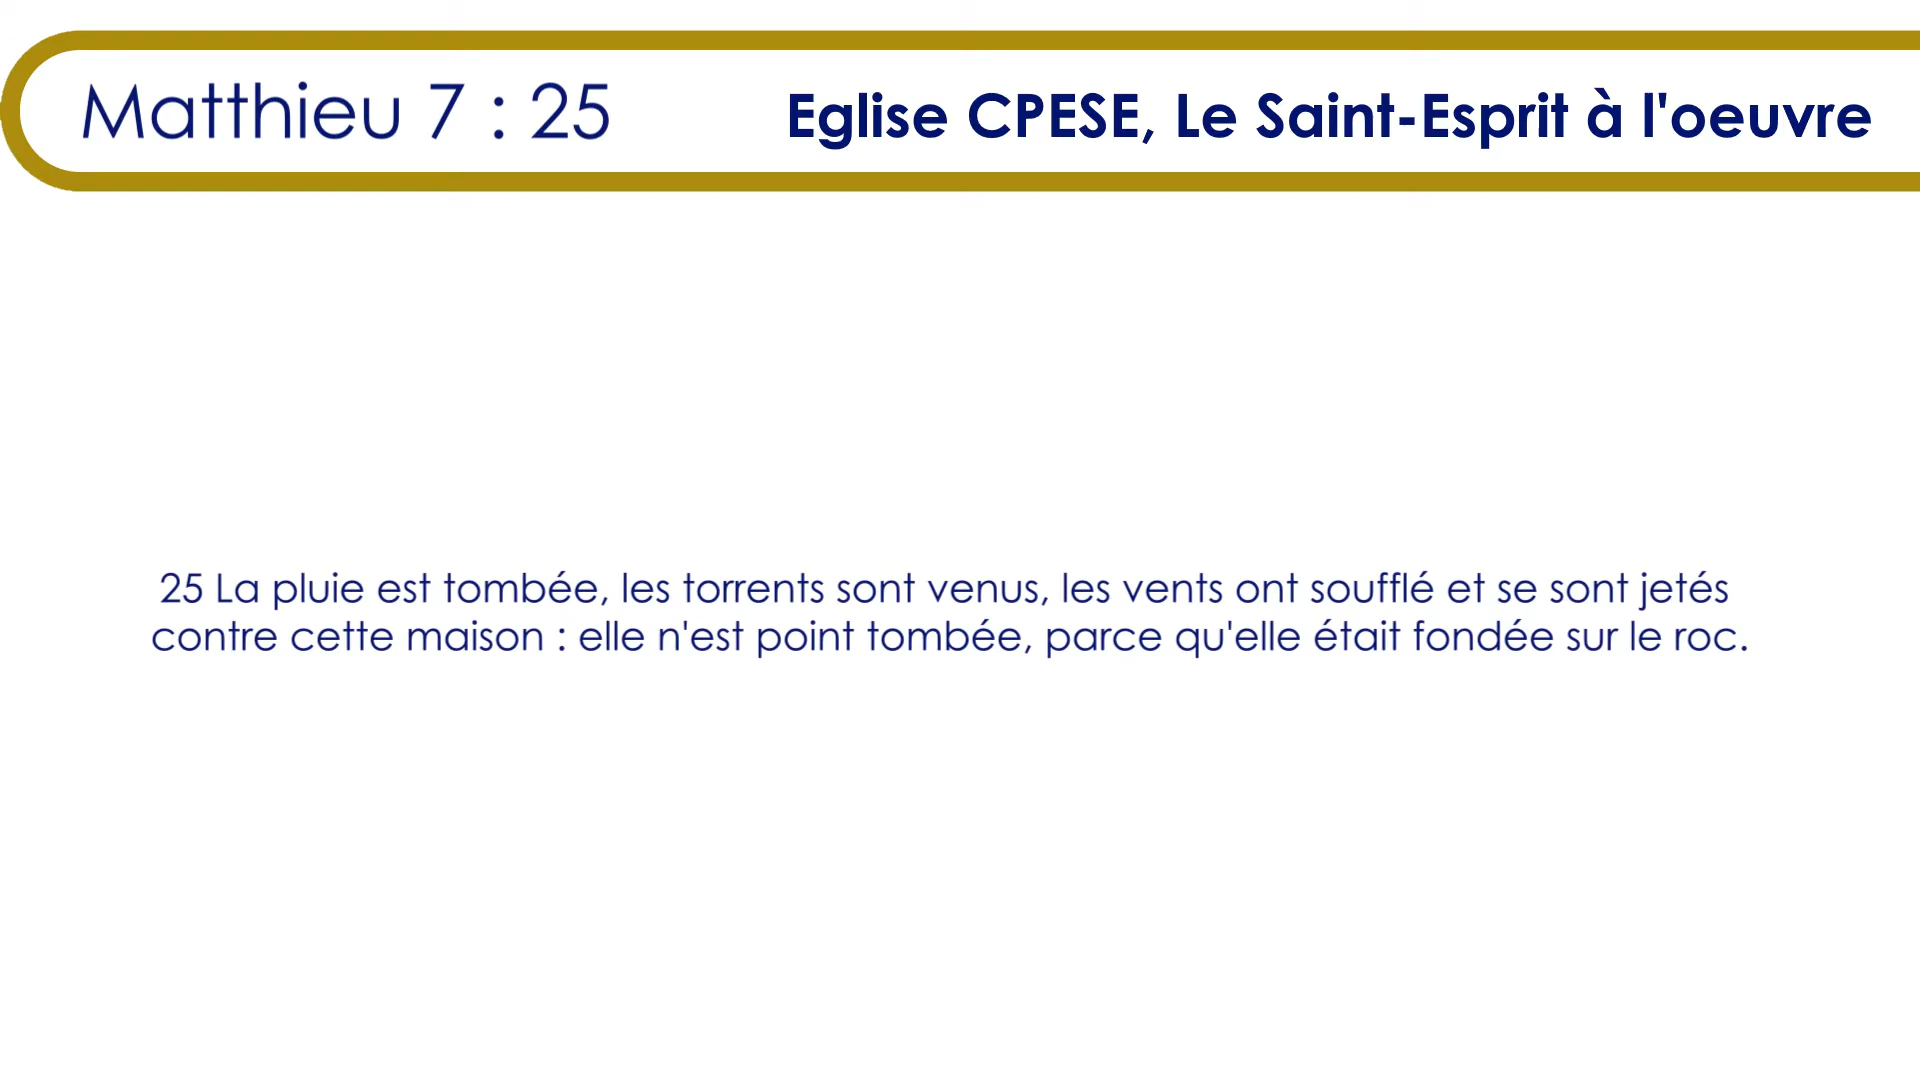 Matthieu 7 : 25
Eglise CPESE, Le Saint-Esprit à l'oeuvre
25 La pluie est tombée, les torrents sont venus, les vents ont soufflé et se sont jetés
contre cette maison : elle n'est point tombée, parce qu'elle était fondée sur le roc.